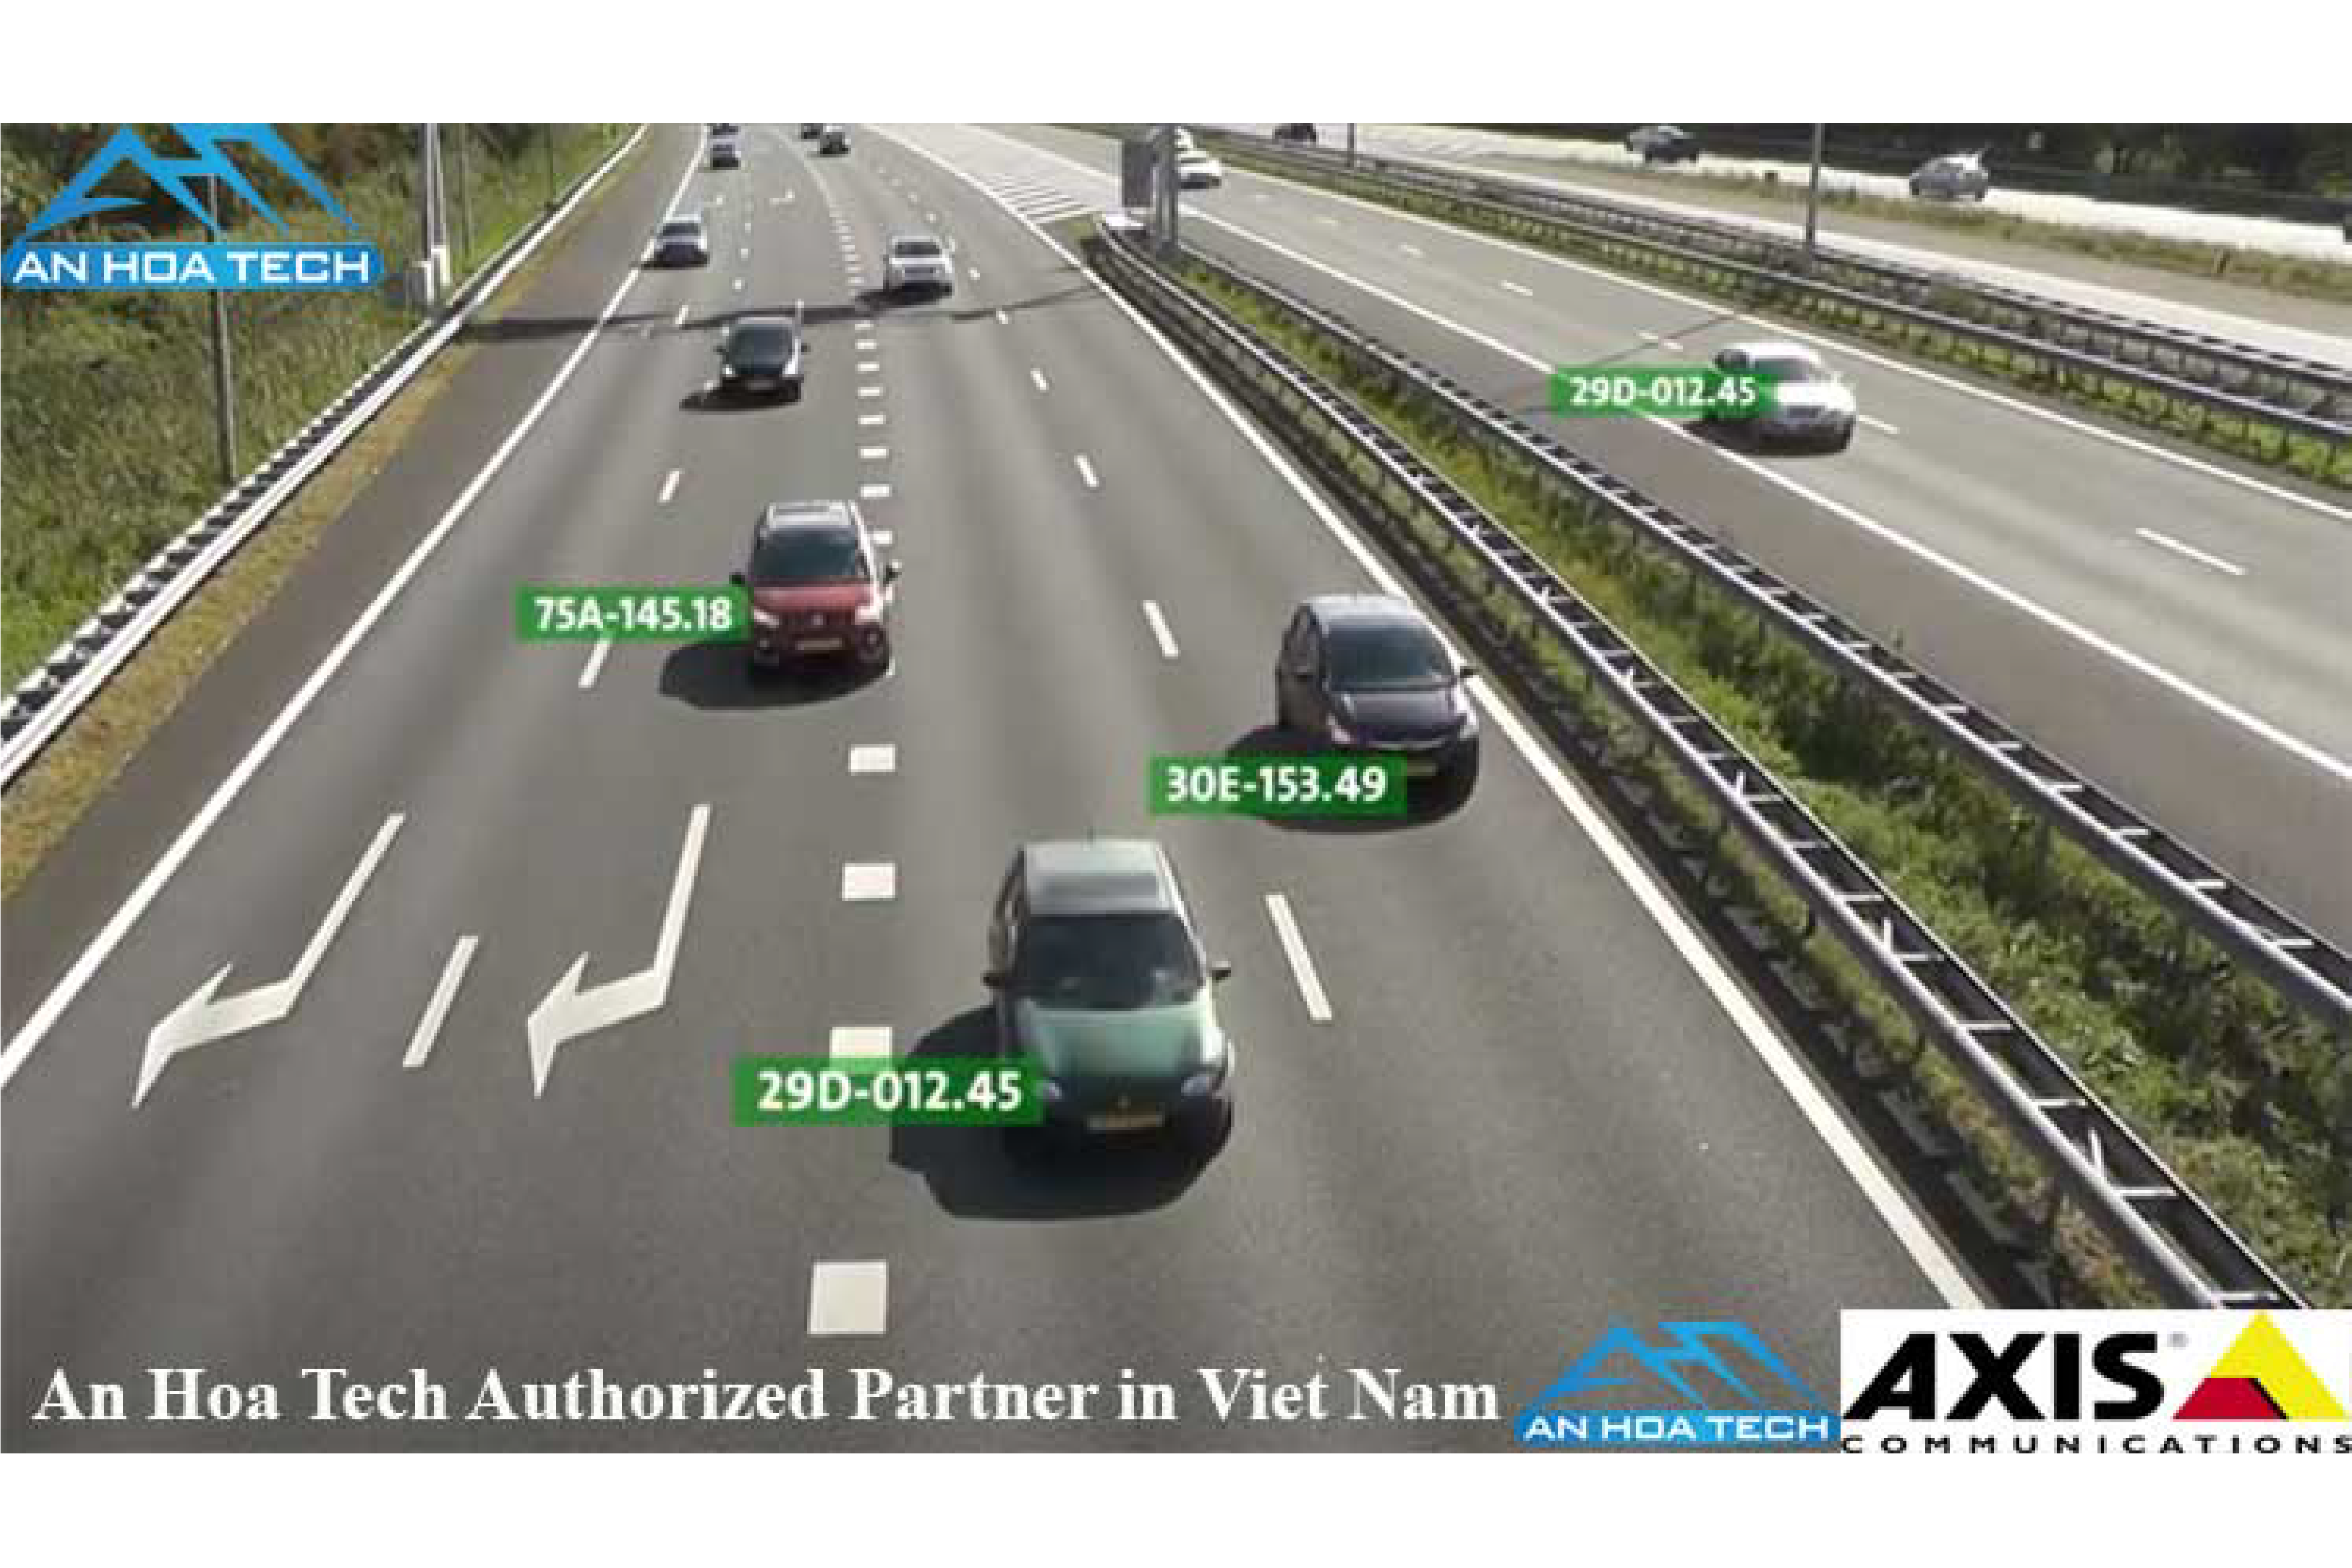 AN HOA TECH
29D-012.45
75A-145.18
30E-153.49
29D-012.45
An Hoa Tech Authorized Partner in Viet Nam
AN HOA TECH
AXIS®
COMMUNICATIONS